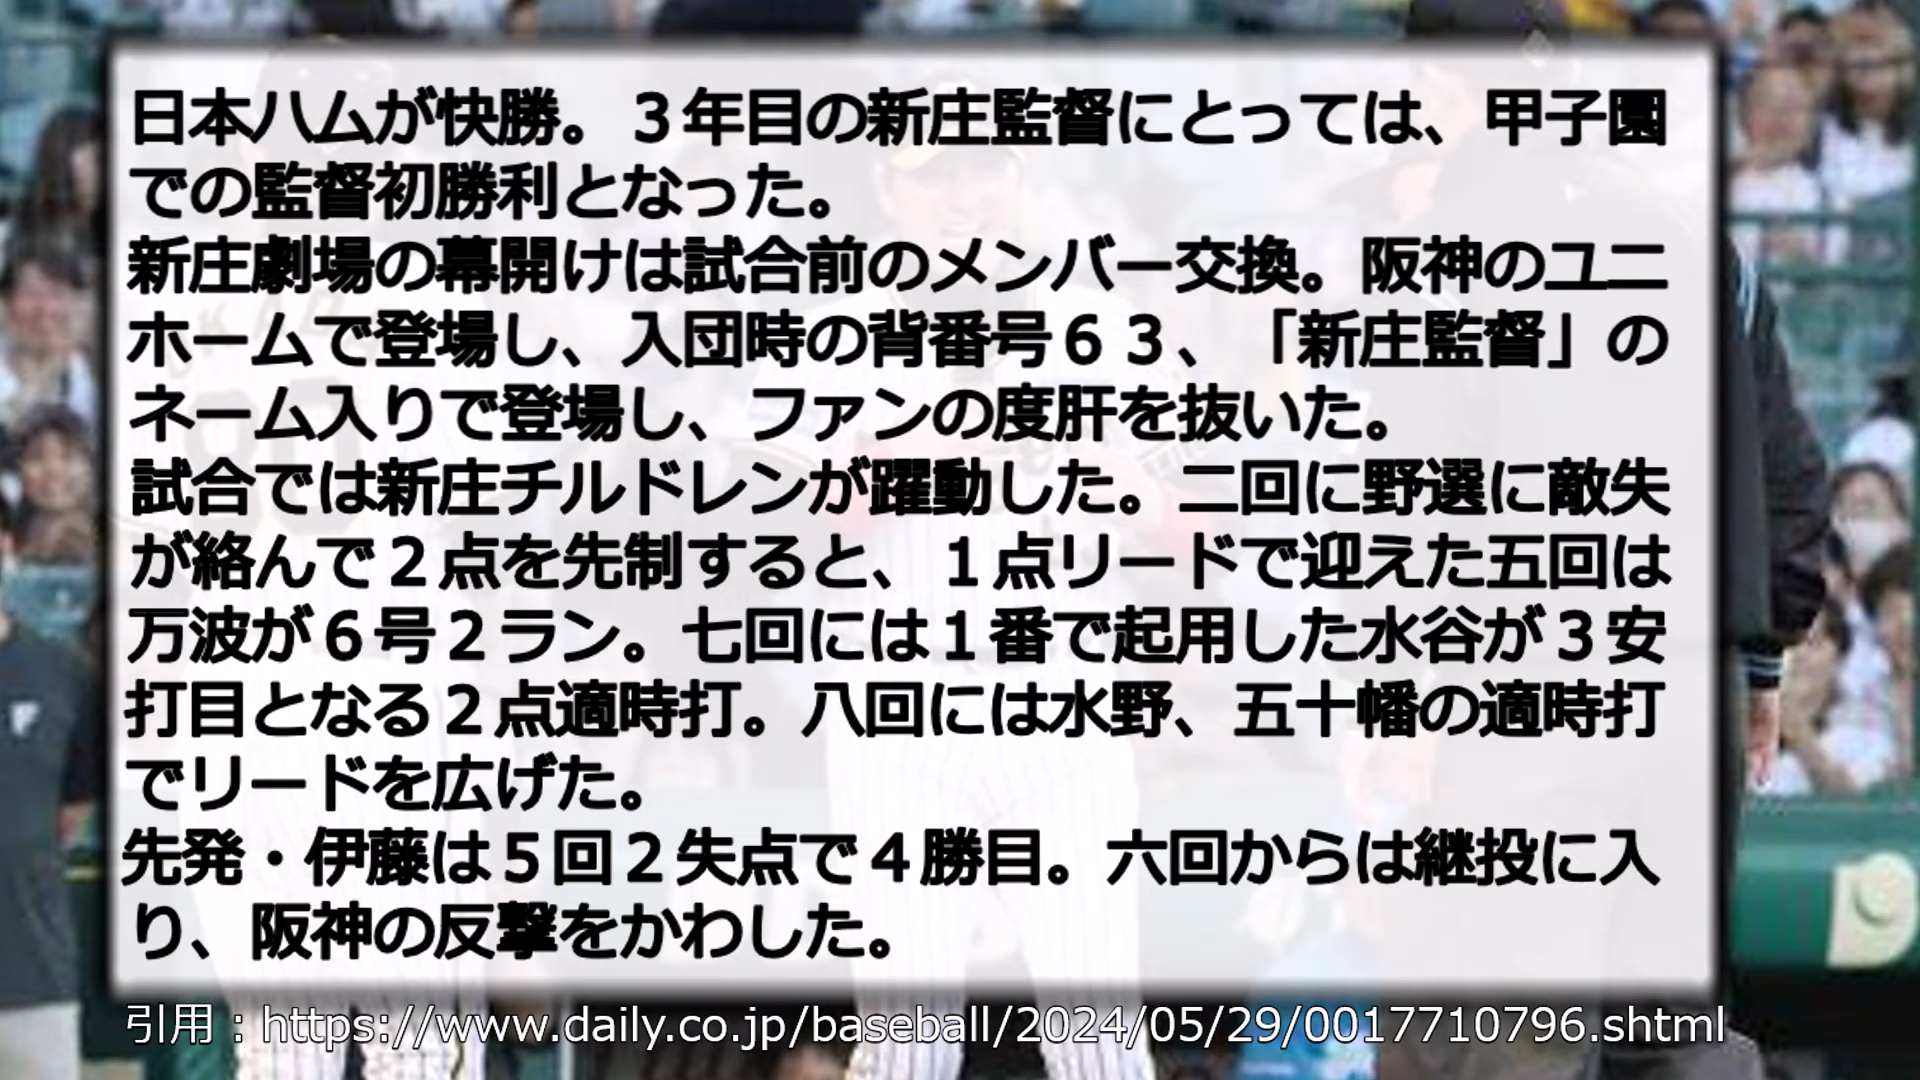 日本ハムが快勝。３年目の新庄監督にとっては、甲子園
での監督初勝利となった。
新庄劇場の幕開けは試合前のメンバー交換。阪神のユニ
ホームで登場し、入団時の背番号６３、「新庄監督」の
ネーム入りで登場し、ファンの度肝を抜いた。
試合では新庄チルドレンが躍動した。二回に野選に敵失
が絡んで２点を先制すると、１点リードで迎えた五回は
万波が６号２ラン。七回には１番で起用した水谷が３安
打目となる２点適時打。八回には水野、五十幡の適時打
でリードを広げた。
先発・伊藤は５回２失点で４勝目。六回からは継投に入
り、阪神の反撃をかわした。
引用：https://www.daily.co.jp/baseball/2024/05/29/0017710796.shtml